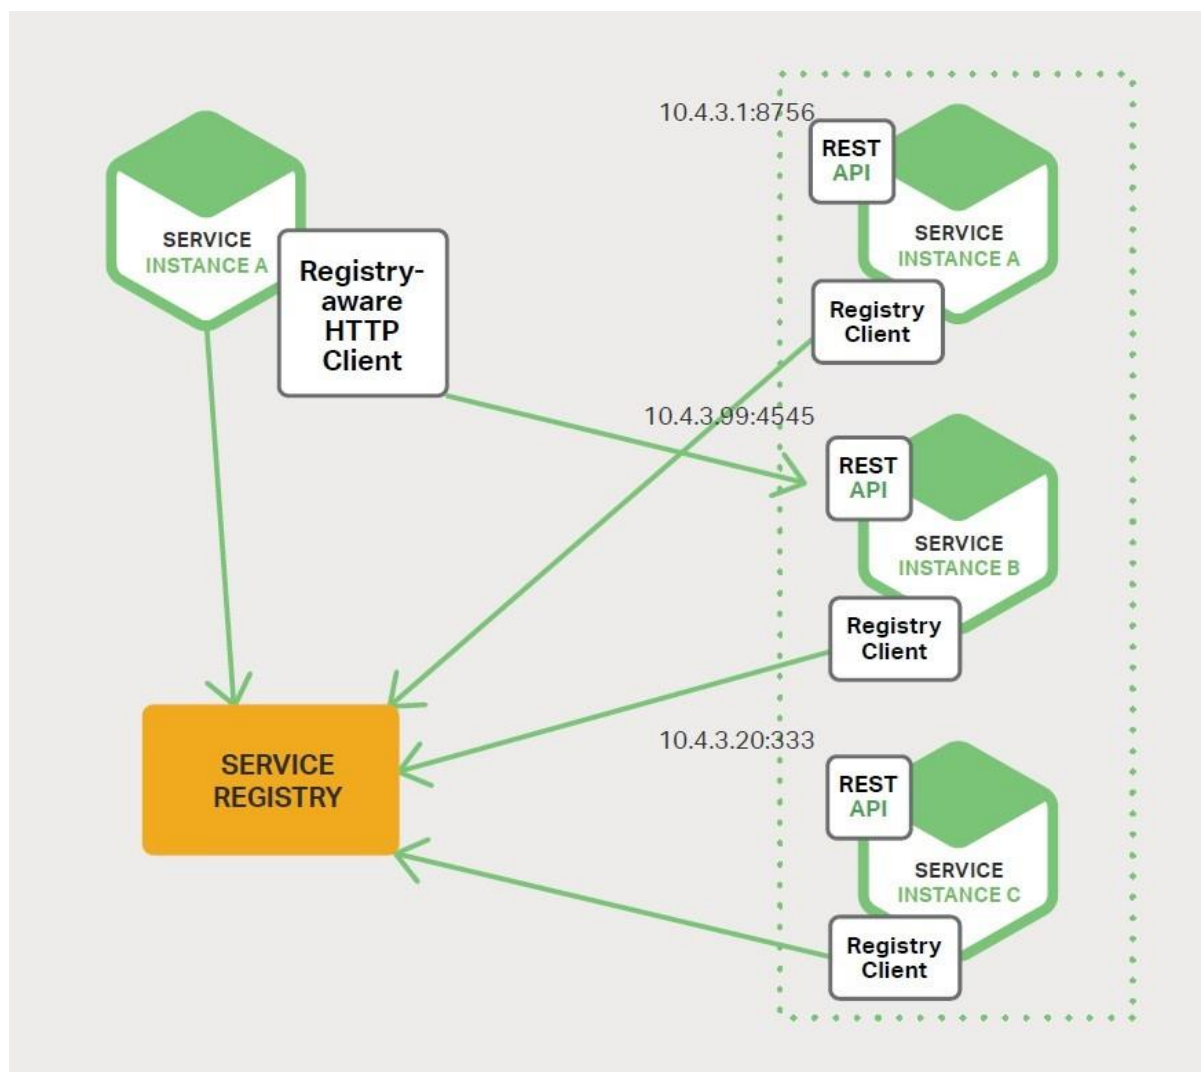 SERVICE
INSTANCE A
Registry-
aware
HTTP
Client
10.4.3.1:8756
REST
API
SERVICE
INSTANCE A
Registry
Client
10.4.3.99:4545
REST
API
SERVICE
INSTANCE B
Registry
Client
SERVICE
REGISTRY
10.4.3.20:333
REST
API
SERVICE
INSTANCE C
Registry
Client